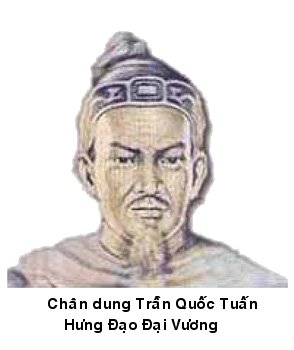 Chân dung Trần Quốc Tuấn
Hưng Đạo Đại Vương